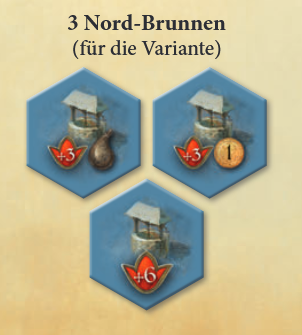 3 Nord-Brunnen
(für die Variante)
+3
+3 1
+6